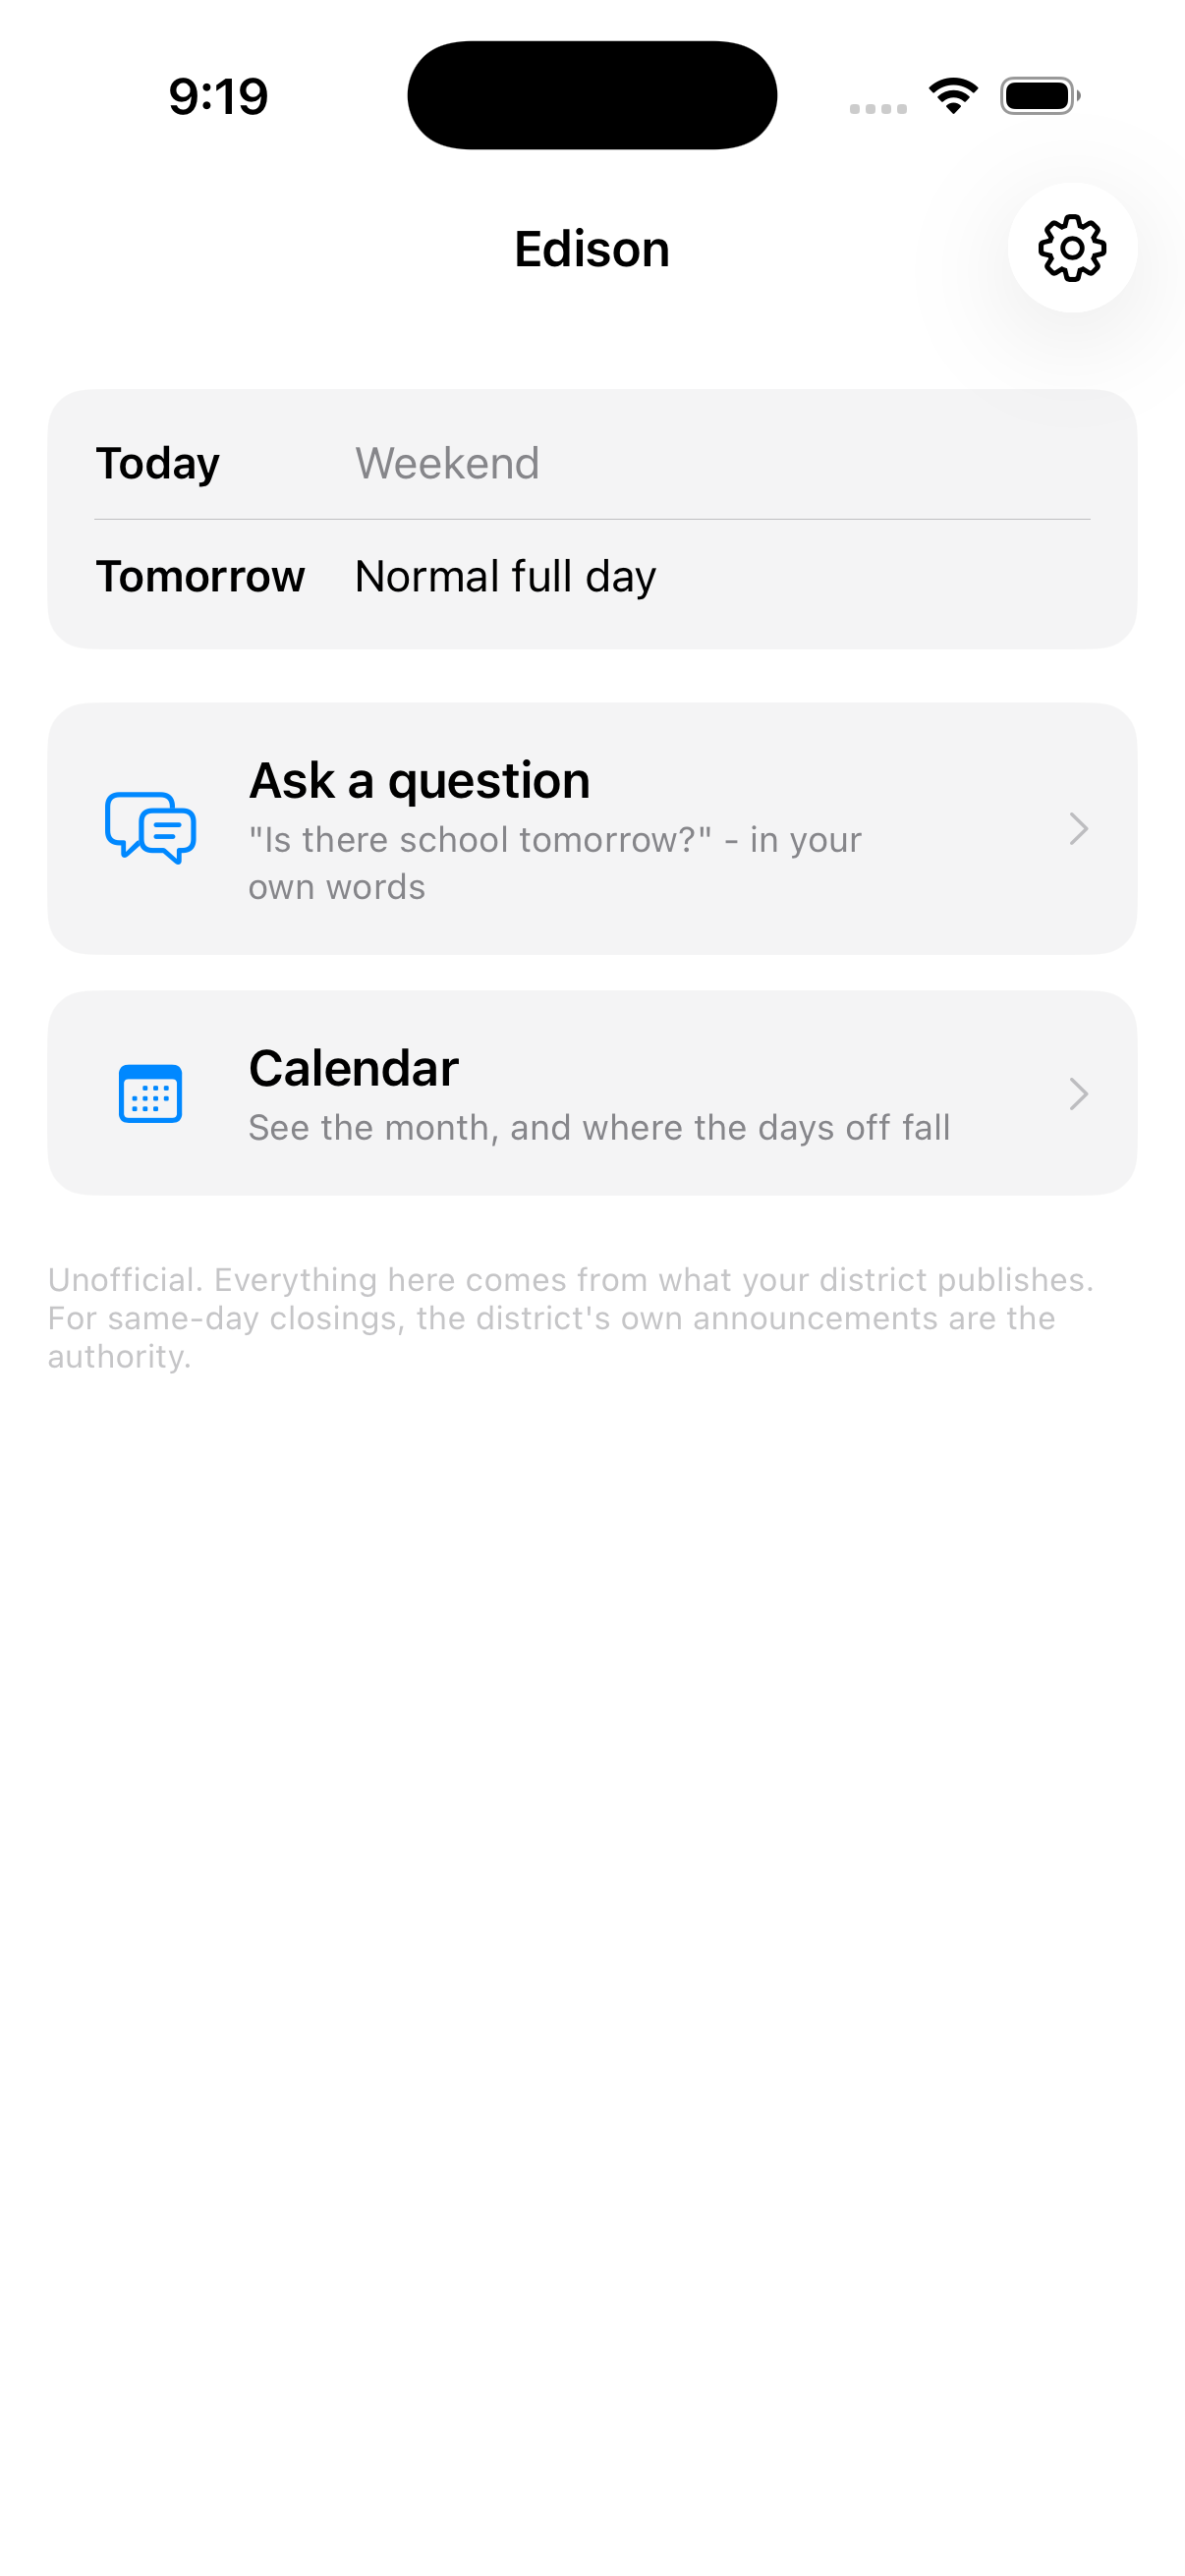 9:19
Edison
Today Weekend
Tomorrow Normal full day
Ask a question
"Is there school tomorrow?" - in your
own words
Calendar
See the month, and where the days off fall
Unofficial. Everything here comes from what your district publishes.
For same-day closings, the district's own announcements are the
authority.